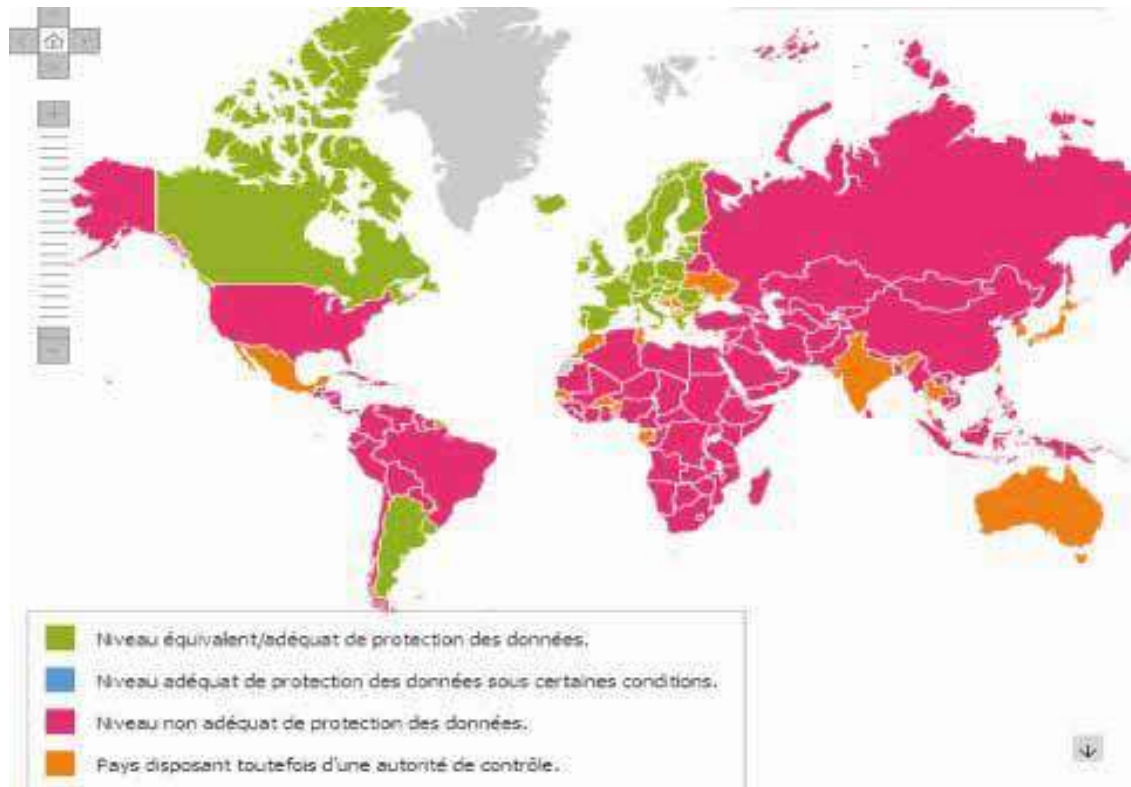 Niveau équivalent/adéquat de protection des données.
Niveau adéquat de protection des données sous certaines conditions.
Niveau non adéquat de protection des données.
Pays disposant toutefois d'une autorité de contrôle.